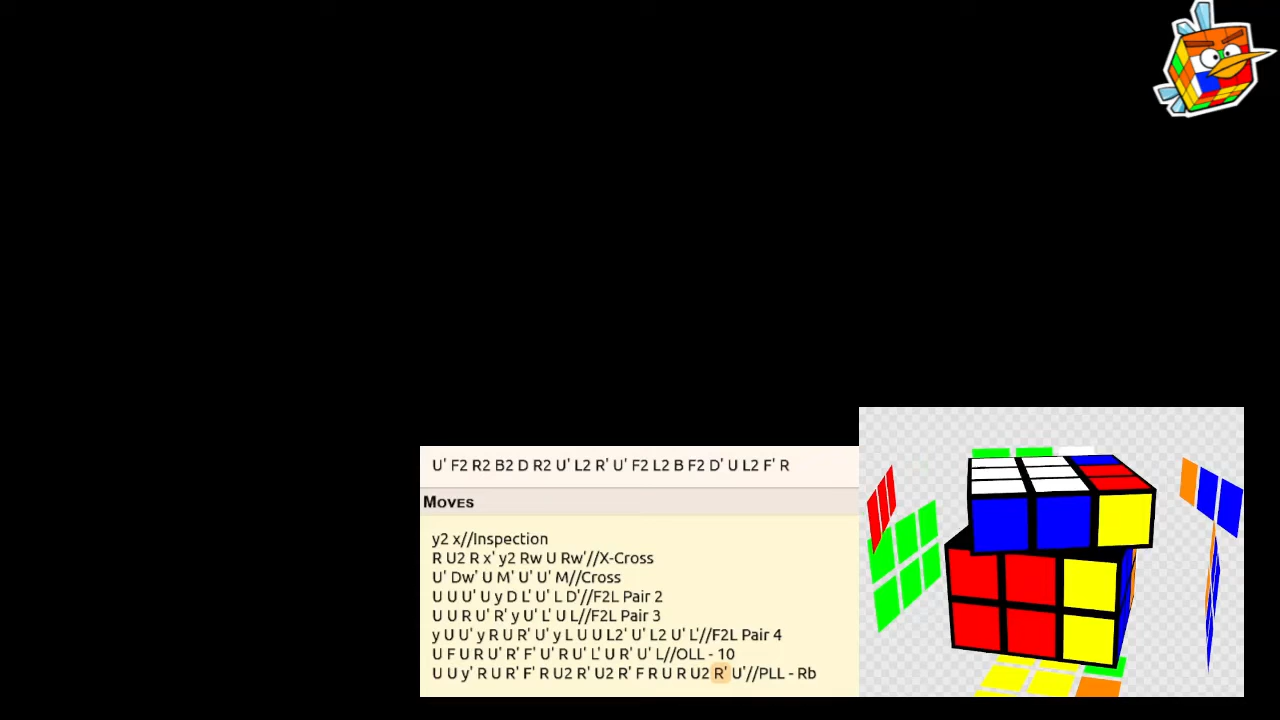 U' F2 R2 B2 D R2 U' L2 R' U' F2 L2 B F2 D' U L2 F' R
MOVES
y2 x//Inspection
R U2 R x' y2 Rw U Rw'//X-Cross
U' Dw' U M' U' U' M//Cross
U U U' U y D L' U' L D'//F2L Pair 2
U U R U' R' y U' L' U L//F2L Pair 3
y U U' y R U R' U' y L U U L2' U' L2 U' L'//F2L Pair 4
U F U R U' R' F' U' R U' L' U R' U' L//OLL - 10
U U y' R U R' F' R U2 R' U2 R' F R U R U2 R' U'//PLL - Rb